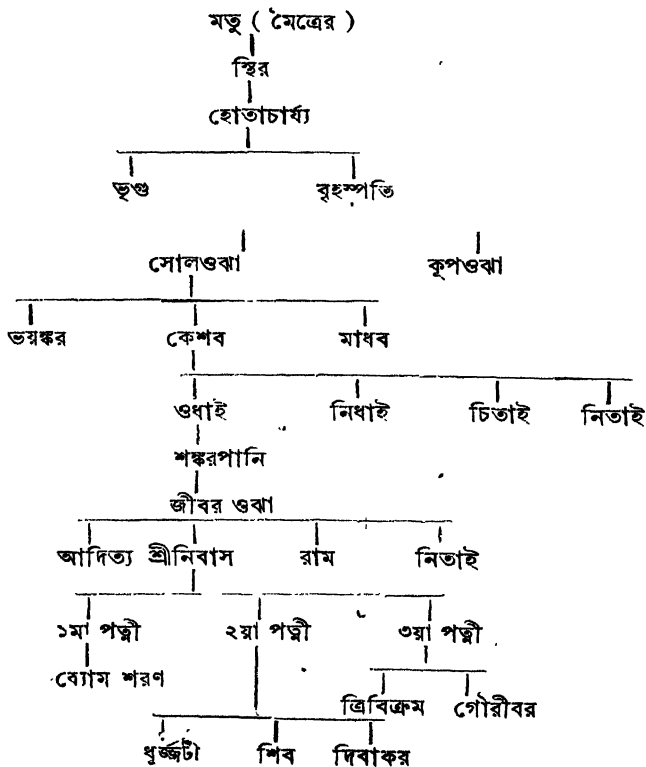 মতু ( মৈত্রের )
স্থির
হোতাচার্য্য
ভৃগু বৃহস্পতি
সোলওঝা কূপওঝা
ভয়ঙ্কর কেশব মাধব
ওধাই নিধাই চিতাই নিতাই
শঙ্করপানি
জীবর ওঝা
আদিত্য শ্রীনিবাস রাম নিতাই
১মা পত্নী ২য়া পত্নী ৩য়া পত্নী
ব্যোম শরণ
ত্রিবিক্রম গৌরীবর
ধূর্জ্জটী শিব দিবাকর